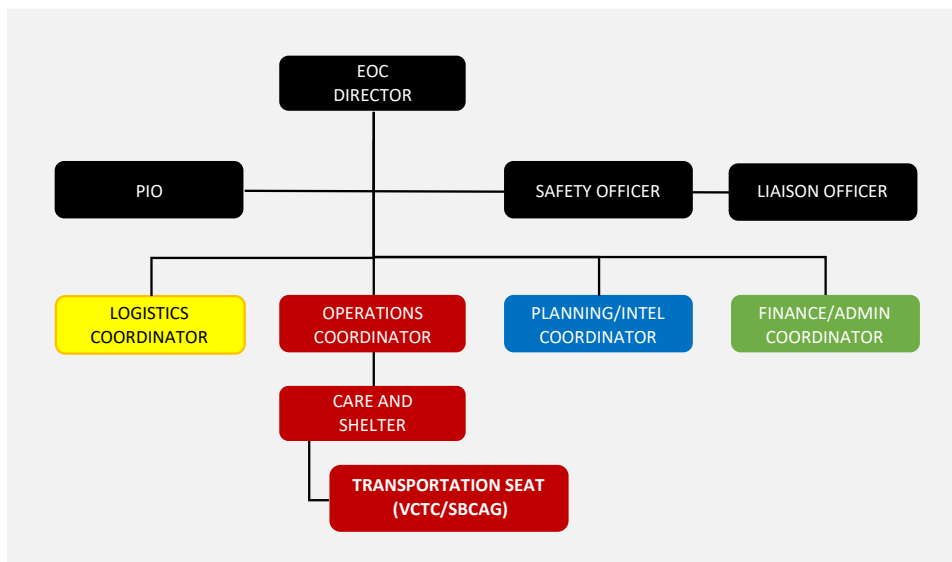 EOC
DIRECTOR
PIO
SAFETY OFFICER
LIAISON OFFICER
LOGISTICS
COORDINATOR
OPERATIONS
COORDINATOR
PLANNING/INTEL
COORDINATOR
FINANCE/ADMIN
COORDINATOR
CARE AND
SHELTER
TRANSPORTATION SEAT
(VCTC/SBCAG)